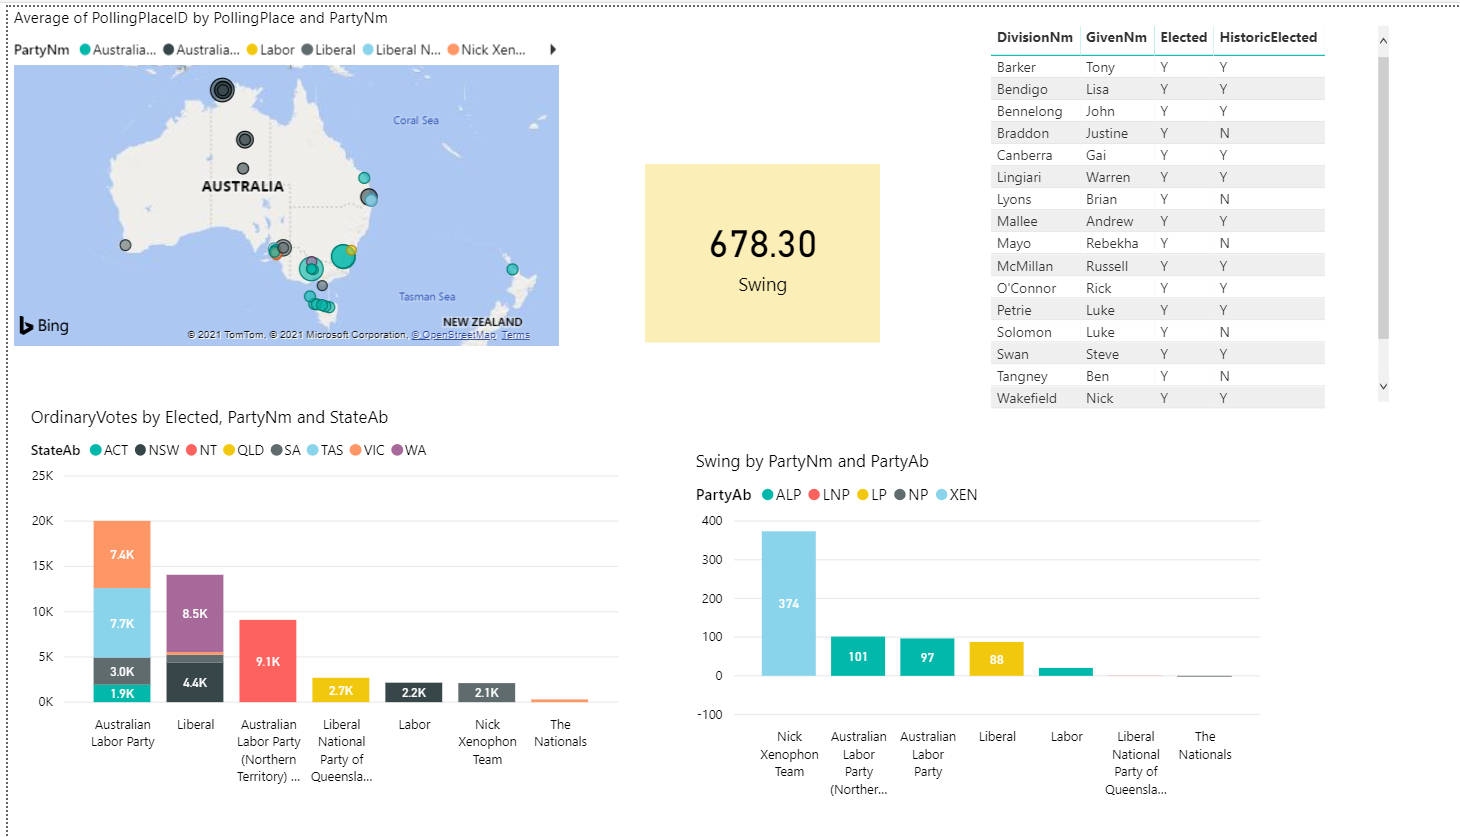 Average of PollingPlaceID by PollingPlace and PartyNm
PartyNm Australia... Australia... Labor Liberal Liberal N... Nick Xen...
Coral Sea
AUSTRALIA
Tasman Sea
NEW ZEALAND
Bing
© 2021 TomTom, © 2021 Microsoft Corporation, © OpenStreetMap Terms
678.30
Swing
DivisionNm GivenNm Elected HistoricElected
Barker Tony Y Y
Bendigo Lisa Y Y
Bennelong John Y Y
Braddon Justine Y N
Canberra Gai Y Y
Lingiari Warren Y Y
Lyons Brian Y N
Mallee Andrew Y Y
Mayo Rebekha Y N
McMillan Russell Y Y
O'Connor Rick Y Y
Petrie Luke Y Y
Solomon Luke Y N
Swan Steve Y Y
Tangney Ben Y N
Wakefield Nick Y Y
OrdinaryVotes by Elected, PartyNm and StateAb
StateAb ACT NSW NT QLD SA TAS VIC WA
25K
20K
15K
10K
5K
0K
7.4K
7.7K
3.0K
1.9K
8.5K
4.4K
9.1K
2.7K
2.2K
2.1K
Australian
Labor Party
Liberal
Australian
Labor Party
(Northern
Territory) ...
Liberal
National
Party of
Queensla...
Labor
Nick
Xenophon
Team
The
Nationals
Swing by PartyNm and PartyAb
PartyAb ALP LNP LP NP XEN
400
300
200
100
0
-100
374
101
97
88
Nick
Xenophon
Team
Australian
Labor
Party
(Norther...
Australian
Labor
Party
Liberal
Labor
Liberal
National
Party of
Queensla...
The
Nationals